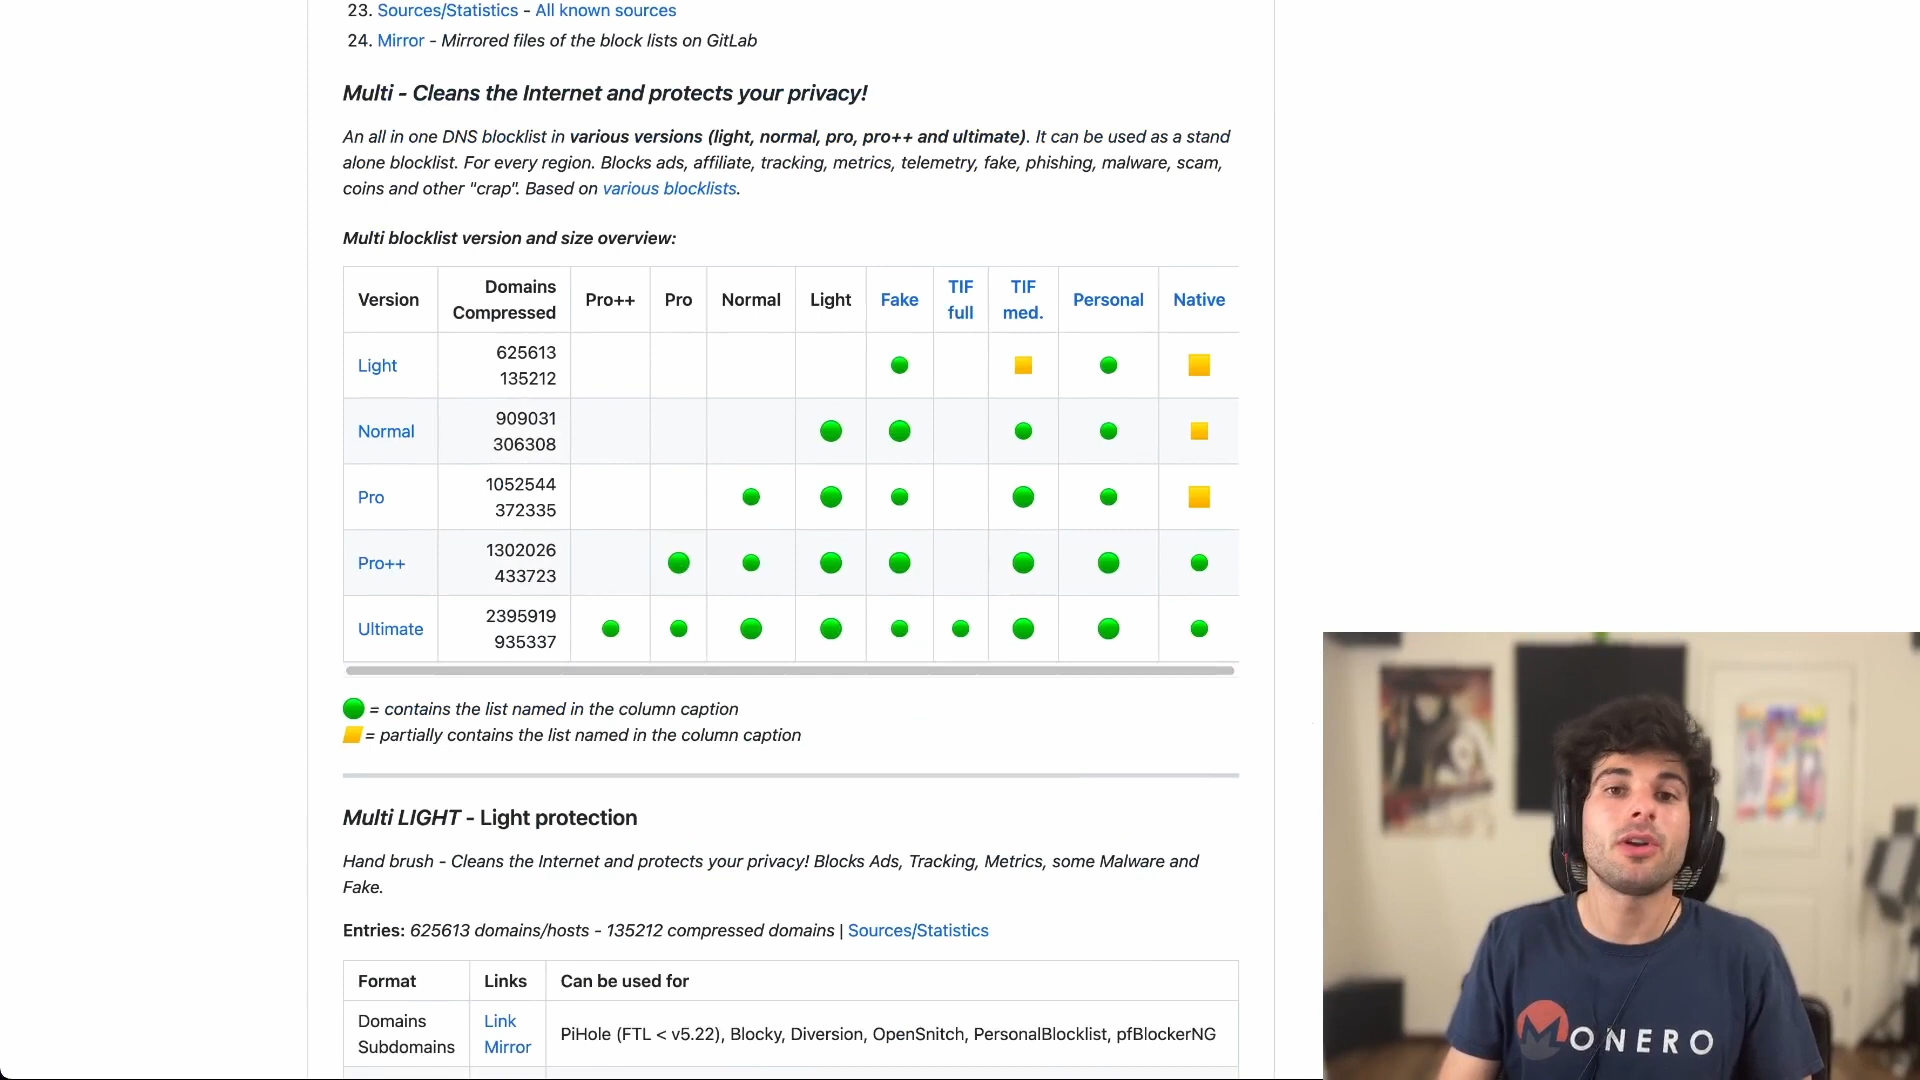 23. Sources/Statistics - All known sources
24. Mirror - Mirrored files of the block lists on GitLab
Multi - Cleans the Internet and protects your privacy!
An all in one DNS blocklist in various versions (light, normal, pro, pro++ and ultimate). It can be used as a stand
alone blocklist. For every region. Blocks ads, affiliate, tracking, metrics, telemetry, fake, phishing, malware, scam,
coins and other "crap". Based on various blocklists.
Multi blocklist version and size overview:
Version Domains Compressed Pro++ Pro Normal Light Fake TIF full TIF med. Personal Native
Light 625613 135212
Normal 909031 306308
Pro 1052544 372335
Pro++ 1302026 433723
Ultimate 2395919 935337
= contains the list named in the column caption
= partially contains the list named in the column caption
Multi LIGHT - Light protection
Hand brush - Cleans the Internet and protects your privacy! Blocks Ads, Tracking, Metrics, some Malware and
Fake.
Entries: 625613 domains/hosts - 135212 compressed domains | Sources/Statistics
Format Links Can be used for
Domains Link
Subdomains Mirror PiHole (FTL < v5.22), Blocky, Diversion, OpenSnitch, PersonalBlocklist, pfBlockerNG
MONERO